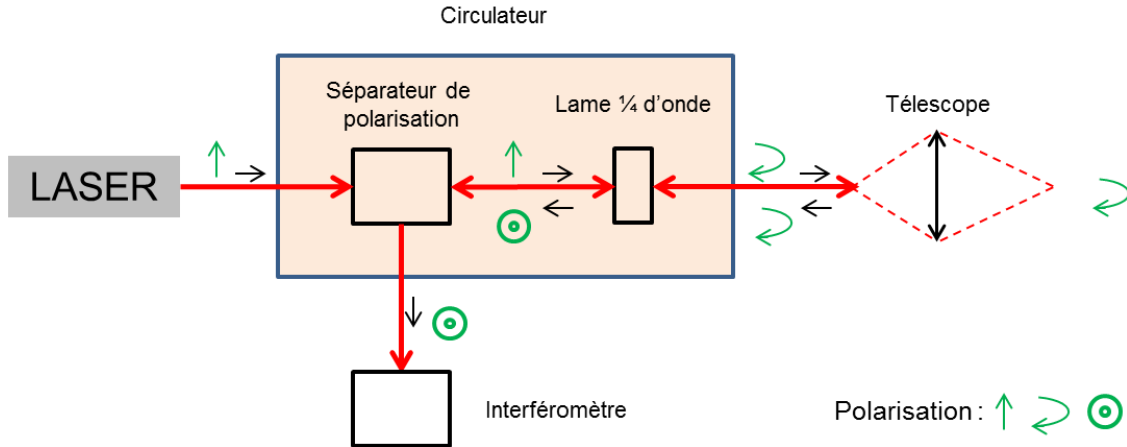 Circulateur
Séparateur de
polarisation
Lame ¼ d’onde
Télescope
LASER
Interféromètre
Polarisation :